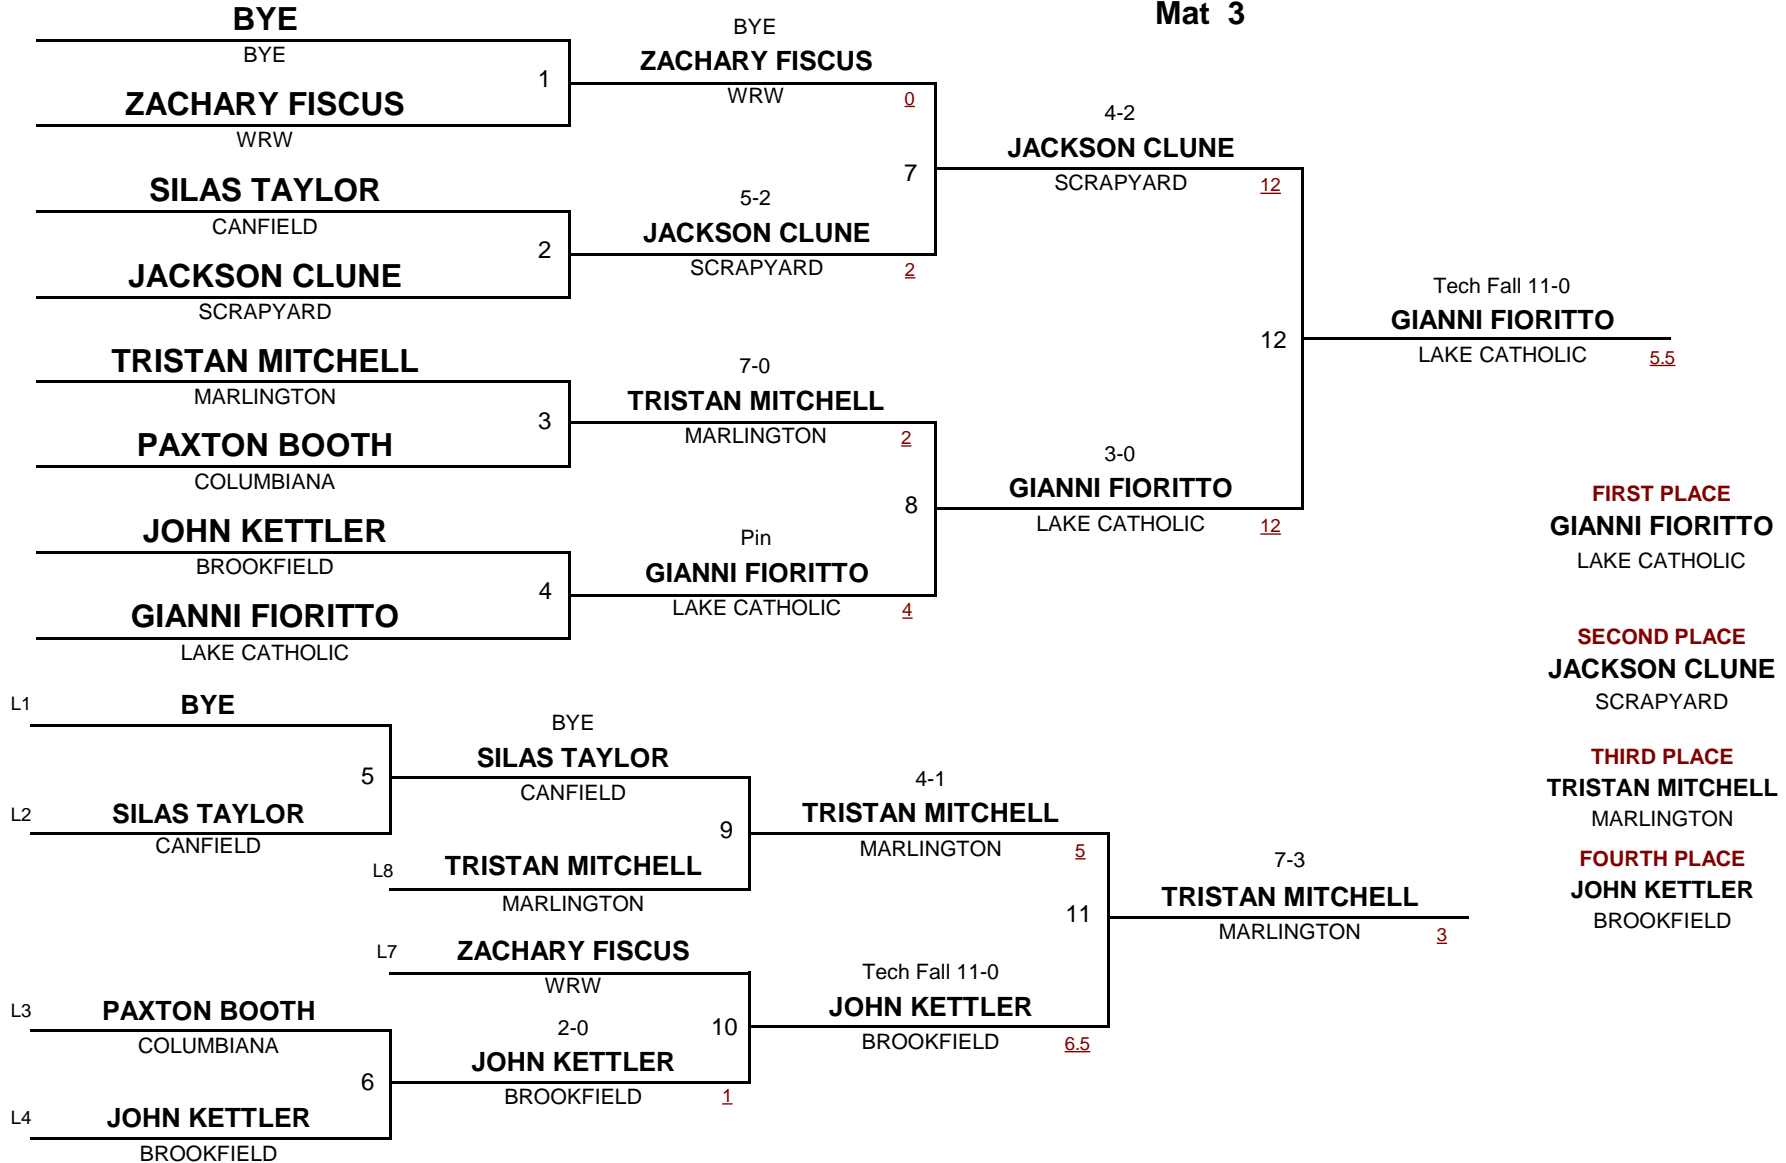 Mat 3
BYE
BYE
1
ZACHARY FISCUS
WRW
SILAS TAYLOR
CANFIELD
2
JACKSON CLUNE
SCRAPYARD
TRISTAN MITCHELL
MARLINGTON
3
PAXTON BOOTH
COLUMBIANA
JOHN KETTLER
BROOKFIELD
4
GIANNI FIORITTO
LAKE CATHOLIC
BYE
ZACHARY FISCUS
WRW 0
7
5-2
JACKSON CLUNE
SCRAPYARD 2
7-0
TRISTAN MITCHELL
MARLINGTON 2
8
Pin
GIANNI FIORITTO
LAKE CATHOLIC 4
4-2
JACKSON CLUNE
SCRAPYARD 12
12
3-0
GIANNI FIORITTO
LAKE CATHOLIC 12
Tech Fall 11-0
GIANNI FIORITTO
LAKE CATHOLIC 5.5
L1 BYE
5
L2 SILAS TAYLOR
CANFIELD
BYE
SILAS TAYLOR
CANFIELD
9
L8 TRISTAN MITCHELL
MARLINGTON
L7 ZACHARY FISCUS
WRW
10
L3 PAXTON BOOTH
COLUMBIANA
6
L4 JOHN KETTLER
BROOKFIELD
2-0
JOHN KETTLER
BROOKFIELD 1
4-1
TRISTAN MITCHELL
MARLINGTON 5
11
Tech Fall 11-0
JOHN KETTLER
BROOKFIELD 6.5
7-3
TRISTAN MITCHELL
MARLINGTON 3
FIRST PLACE
GIANNI FIORITTO
LAKE CATHOLIC
SECOND PLACE
JACKSON CLUNE
SCRAPYARD
THIRD PLACE
TRISTAN MITCHELL
MARLINGTON
FOURTH PLACE
JOHN KETTLER
BROOKFIELD